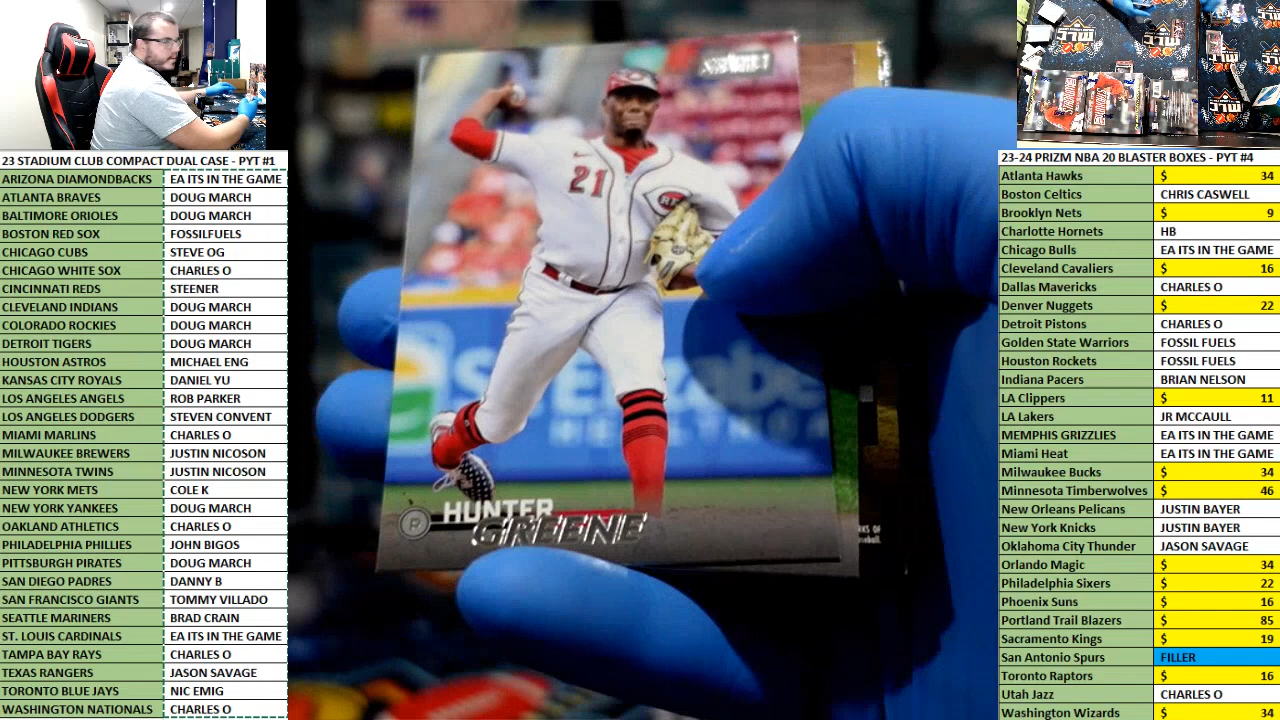 23 STADIUM CLUB COMPACT DUAL CASE - PYT #1
ARIZONA DIAMONDBACKS EA ITS IN THE GAME
ATLANTA BRAVES DOUG MARCH
BALTIMORE ORIOLES DOUG MARCH
BOSTON RED SOX FOSSILFUELS
CHICAGO CUBS STEVE OG
CHICAGO WHITE SOX CHARLES O
CINCINNATI REDS STEENER
CLEVELAND INDIANS DOUG MARCH
COLORADO ROCKIES DOUG MARCH
DETROIT TIGERS DOUG MARCH
HOUSTON ASTROS MICHAEL ENG
KANSAS CITY ROYALS DANIEL YU
LOS ANGELES ANGELS ROB PARKER
LOS ANGELES DODGERS STEVEN CONVENT
MIAMI MARLINS CHARLES O
MILWAUKEE BREWERS JUSTIN NICOSON
MINNESOTA TWINS JUSTIN NICOSON
NEW YORK METS COLE K
NEW YORK YANKEES DOUG MARCH
OAKLAND ATHLETICS CHARLES O
PHILADELPHIA PHILLIES JOHN BIGOS
PITTSBURGH PIRATES DOUG MARCH
SAN DIEGO PADRES DANNY B
SAN FRANCISCO GIANTS TOMMY VILLADO
SEATTLE MARINERS BRAD CRAIN
ST. LOUIS CARDINALS EA ITS IN THE GAME
TAMPA BAY RAYS CHARLES O
TEXAS RANGERS JASON SAVAGE
TORONTO BLUE JAYS NIC EMIG
WASHINGTON NATIONALS CHARLES O
21
HUNTER
GREENE
23-24 PRIZM NBA 20 BLASTER BOXES - PYT #4
Atlanta Hawks $ 34
Boston Celtics CHRIS CASWELL
Brooklyn Nets $ 9
Charlotte Hornets HB
Chicago Bulls EA ITS IN THE GAME
Cleveland Cavaliers $ 16
Dallas Mavericks CHARLES O
Denver Nuggets $ 22
Detroit Pistons CHARLES O
Golden State Warriors FOSSIL FUELS
Houston Rockets FOSSIL FUELS
Indiana Pacers BRIAN NELSON
LA Clippers $ 11
LA Lakers JR MCCAULL
MEMPHIS GRIZZLIES EA ITS IN THE GAME
Miami Heat EA ITS IN THE GAME
Milwaukee Bucks $ 34
Minnesota Timberwolves $ 46
New Orleans Pelicans JUSTIN BAYER
New York Knicks JUSTIN BAYER
Oklahoma City Thunder JASON SAVAGE
Orlando Magic $ 34
Philadelphia Sixers $ 22
Phoenix Suns $ 16
Portland Trail Blazers $ 85
Sacramento Kings $ 19
San Antonio Spurs FILLER
Toronto Raptors $ 16
Utah Jazz CHARLES O
Washington Wizards $ 34